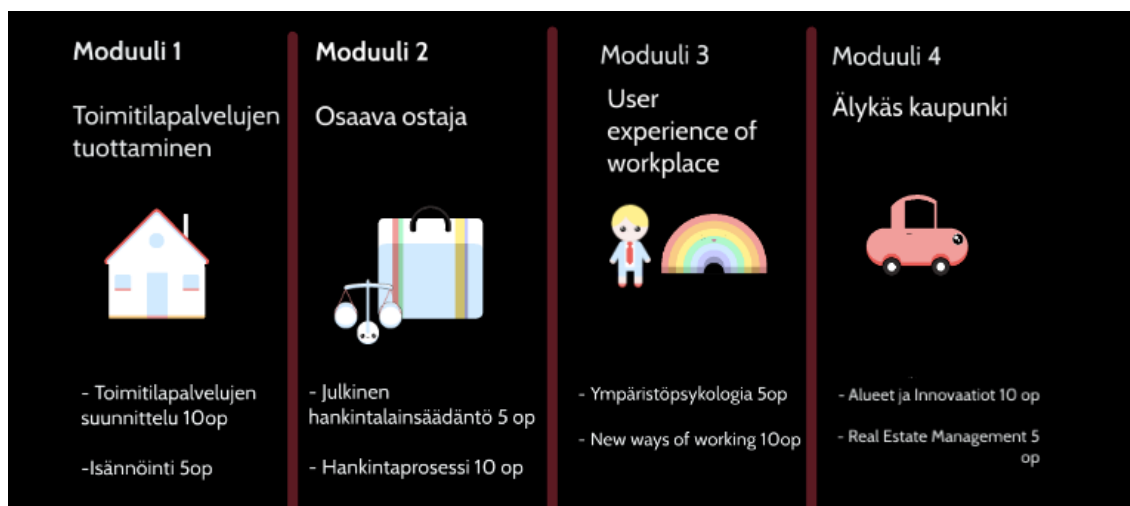 Moduuli 1
Toimitilapalvelujen
tuottaminen
- Toimitilapalvelujen
suunnittelu 10op
-Isännöinti 5op
Moduuli 2
Osaava ostaja
- Julkinen
hankintalainsäädäntö 5 op
- Hankintaprosessi 10 op
Moduuli 3
User
experience of
workplace
- Ympäristöpsykologia 5op
- New ways of working 10op
Moduuli 4
Älykäs kaupunki
- Alueet ja Innovaatiot 10 op
- Real Estate Management 5
op